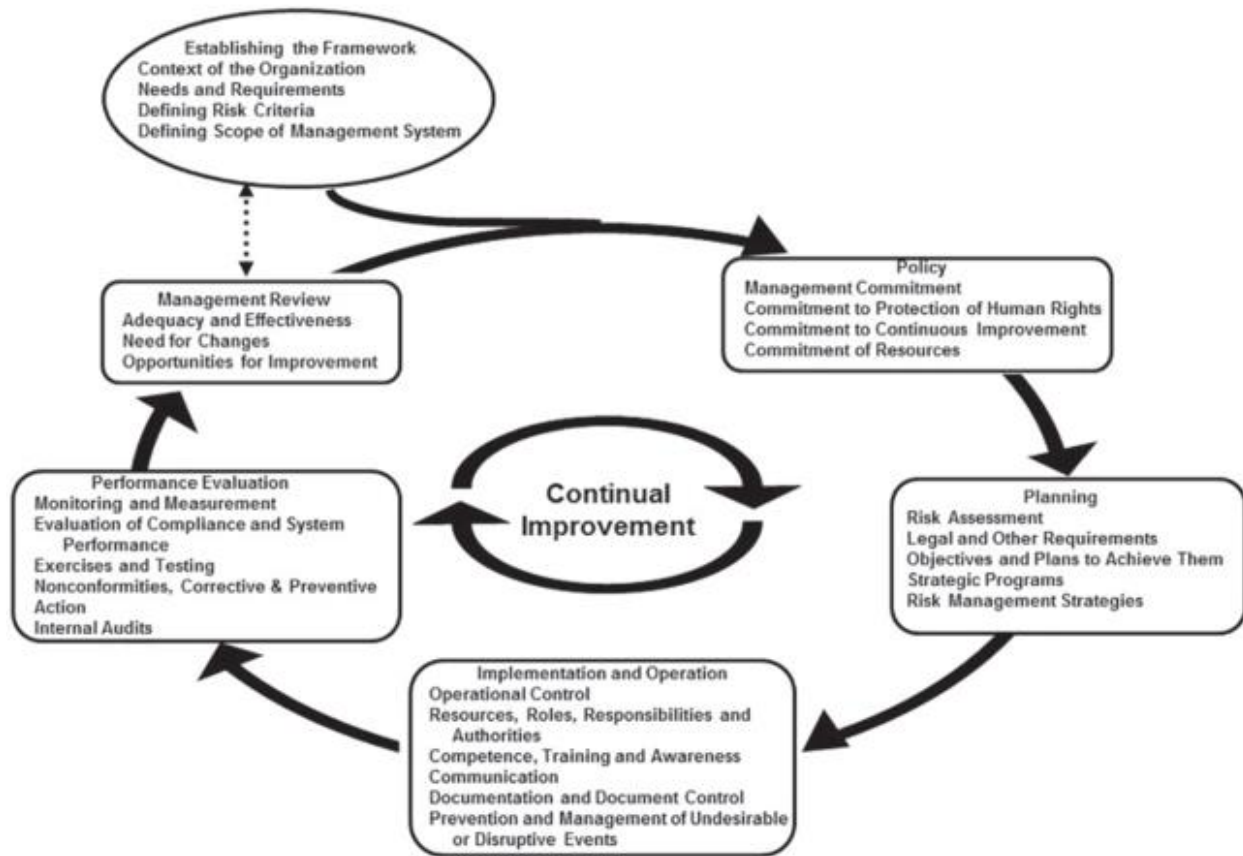 Establishing the Framework
Context of the Organization
Needs and Requirements
Defining Risk Criteria
Defining Scope of Management System
Policy
Management Commitment
Commitment to Protection of Human Rights
Commitment to Continuous Improvement
Commitment of Resources
Planning
Risk Assessment
Legal and Other Requirements
Objectives and Plans to Achieve Them
Strategic Programs
Risk Management Strategies
Implementation and Operation
Operational Control
Resources, Roles, Responsibilities and
Authorities
Competence, Training and Awareness
Communication
Documentation and Document Control
Prevention and Management of Undesirable
or Disruptive Events
Performance Evaluation
Monitoring and Measurement
Evaluation of Compliance and System
Performance
Exercises and Testing
Nonconformities, Corrective & Preventive
Action
Internal Audits
Management Review
Adequacy and Effectiveness
Need for Changes
Opportunities for Improvement
Continual
Improvement